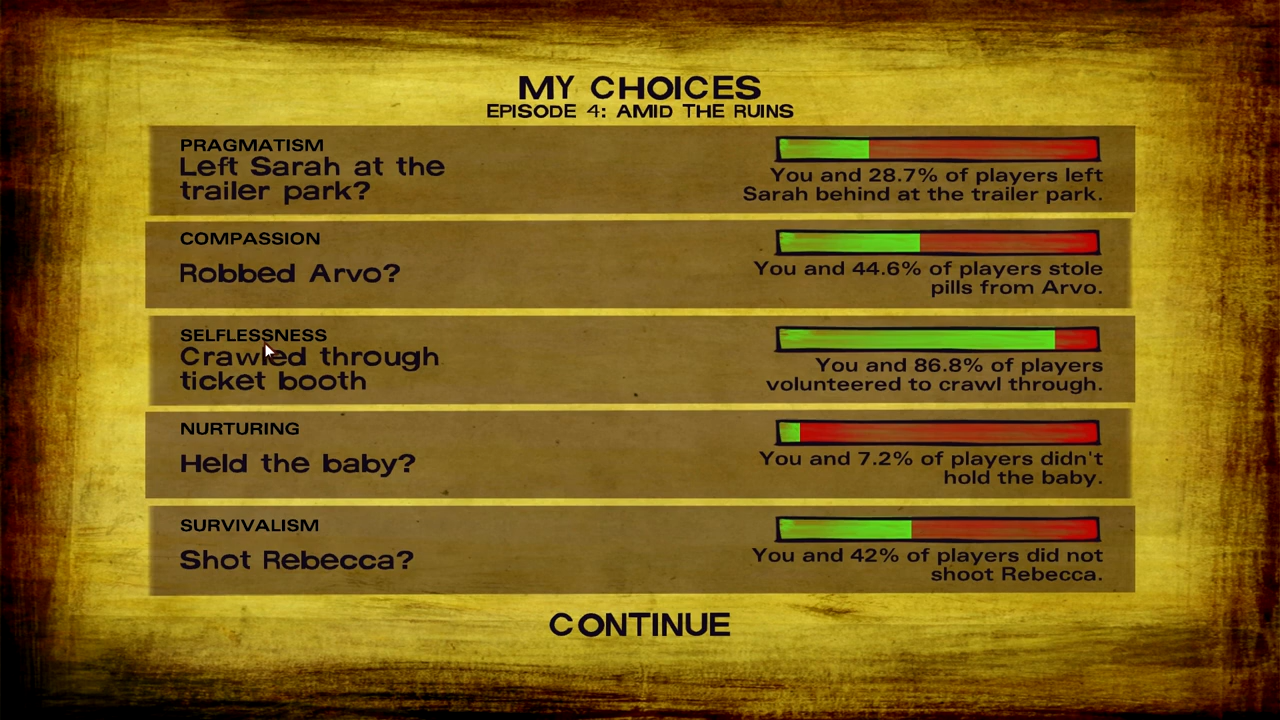 MY CHOICES
EPISODE 4: AMID THE RUINS
PRAGMATISM
Left Sarah at the
trailer park?
You and 28.7% of players left
Sarah behind at the trailer park.
COMPASSION
Robbed Arvo?
You and 44.6% of players stole
pills from Arvo.
SELFLESSNESS
Crawled through
ticket booth
You and 86.8% of players
volunteered to crawl through.
NURTURING
Held the baby?
You and 7.2% of players didn't
hold the baby.
SURVIVALISM
Shot Rebecca?
You and 42% of players did not
shoot Rebecca.
CONTINUE